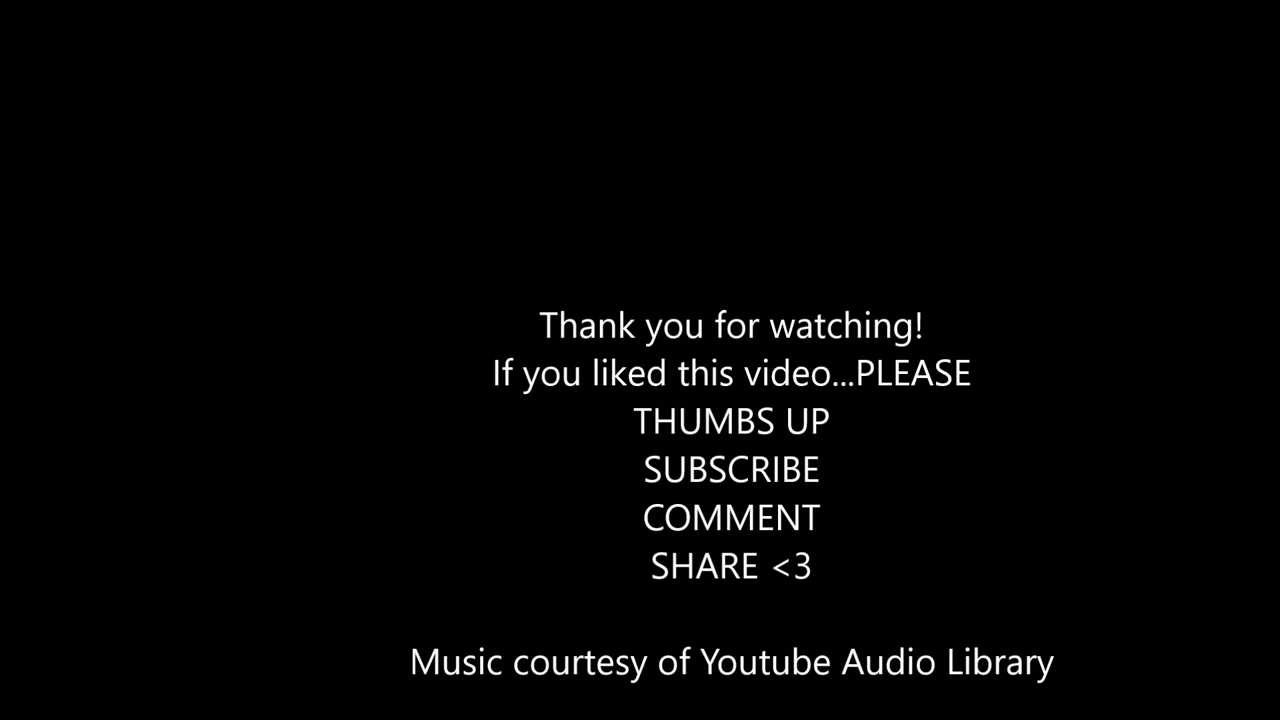 Thank you for watching!
If you liked this video...PLEASE
THUMBS UP
SUBSCRIBE
COMMENT
SHARE <3
Music courtesy of Youtube Audio Library